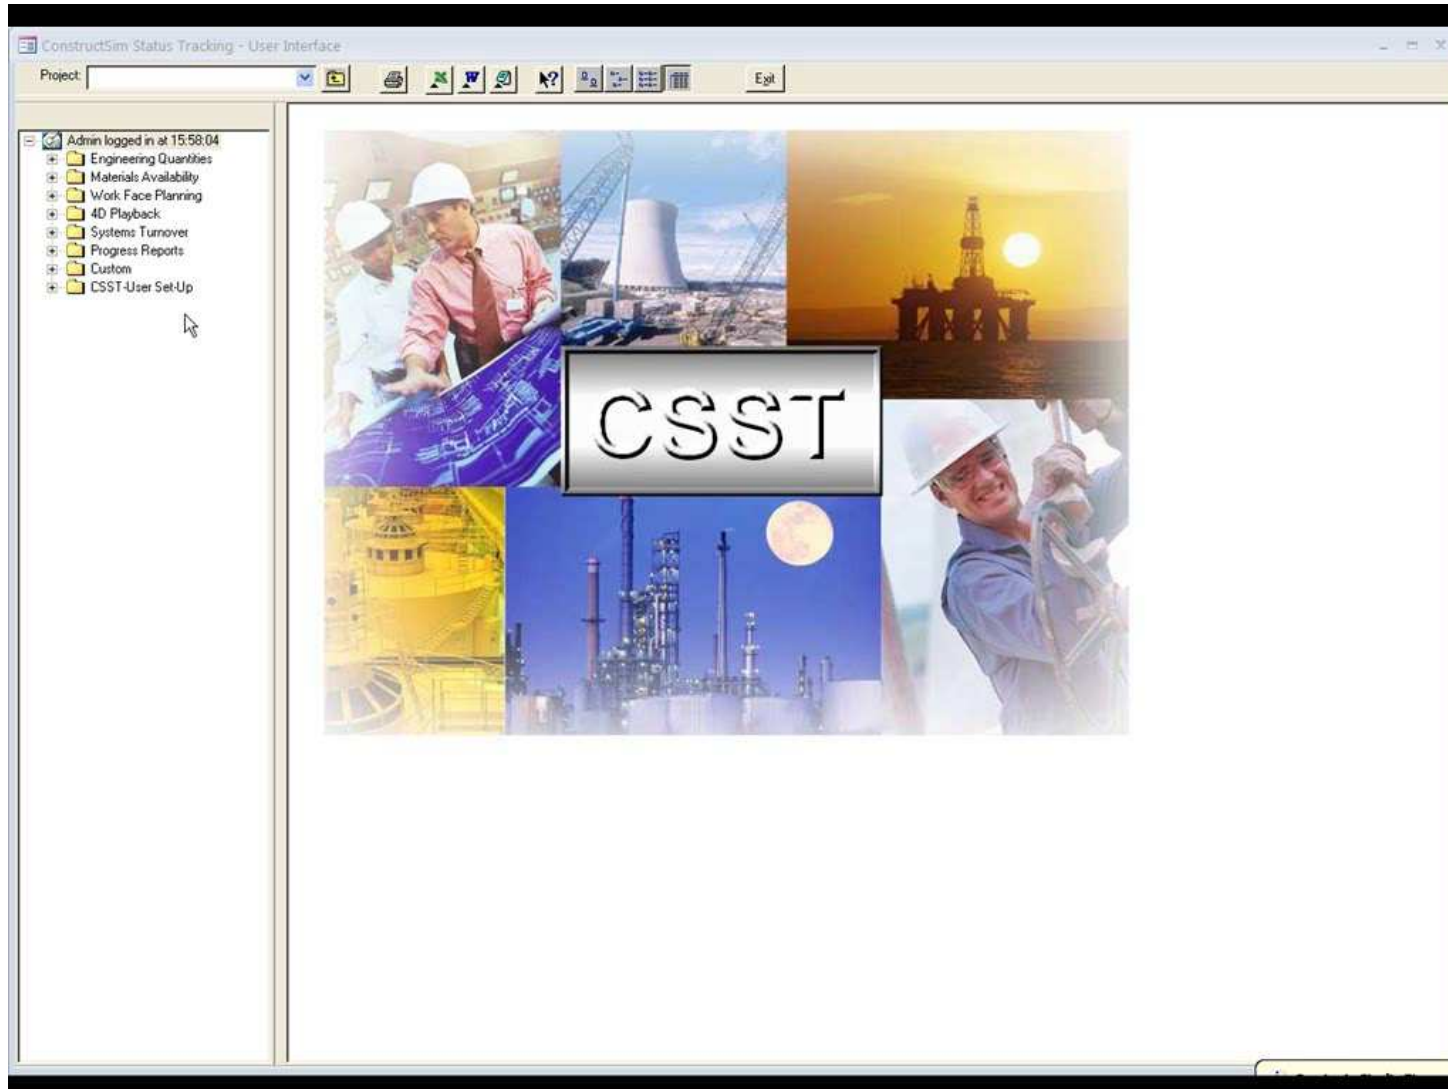 ConstructSim Status Tracking - User Interface
Project:
Exit
Admin logged in at 15:58:04
Engineering Quantities
Materials Availability
Work Face Planning
4D Playback
Systems Turnover
Progress Reports
Custom
CSST-User Set-Up
CSST